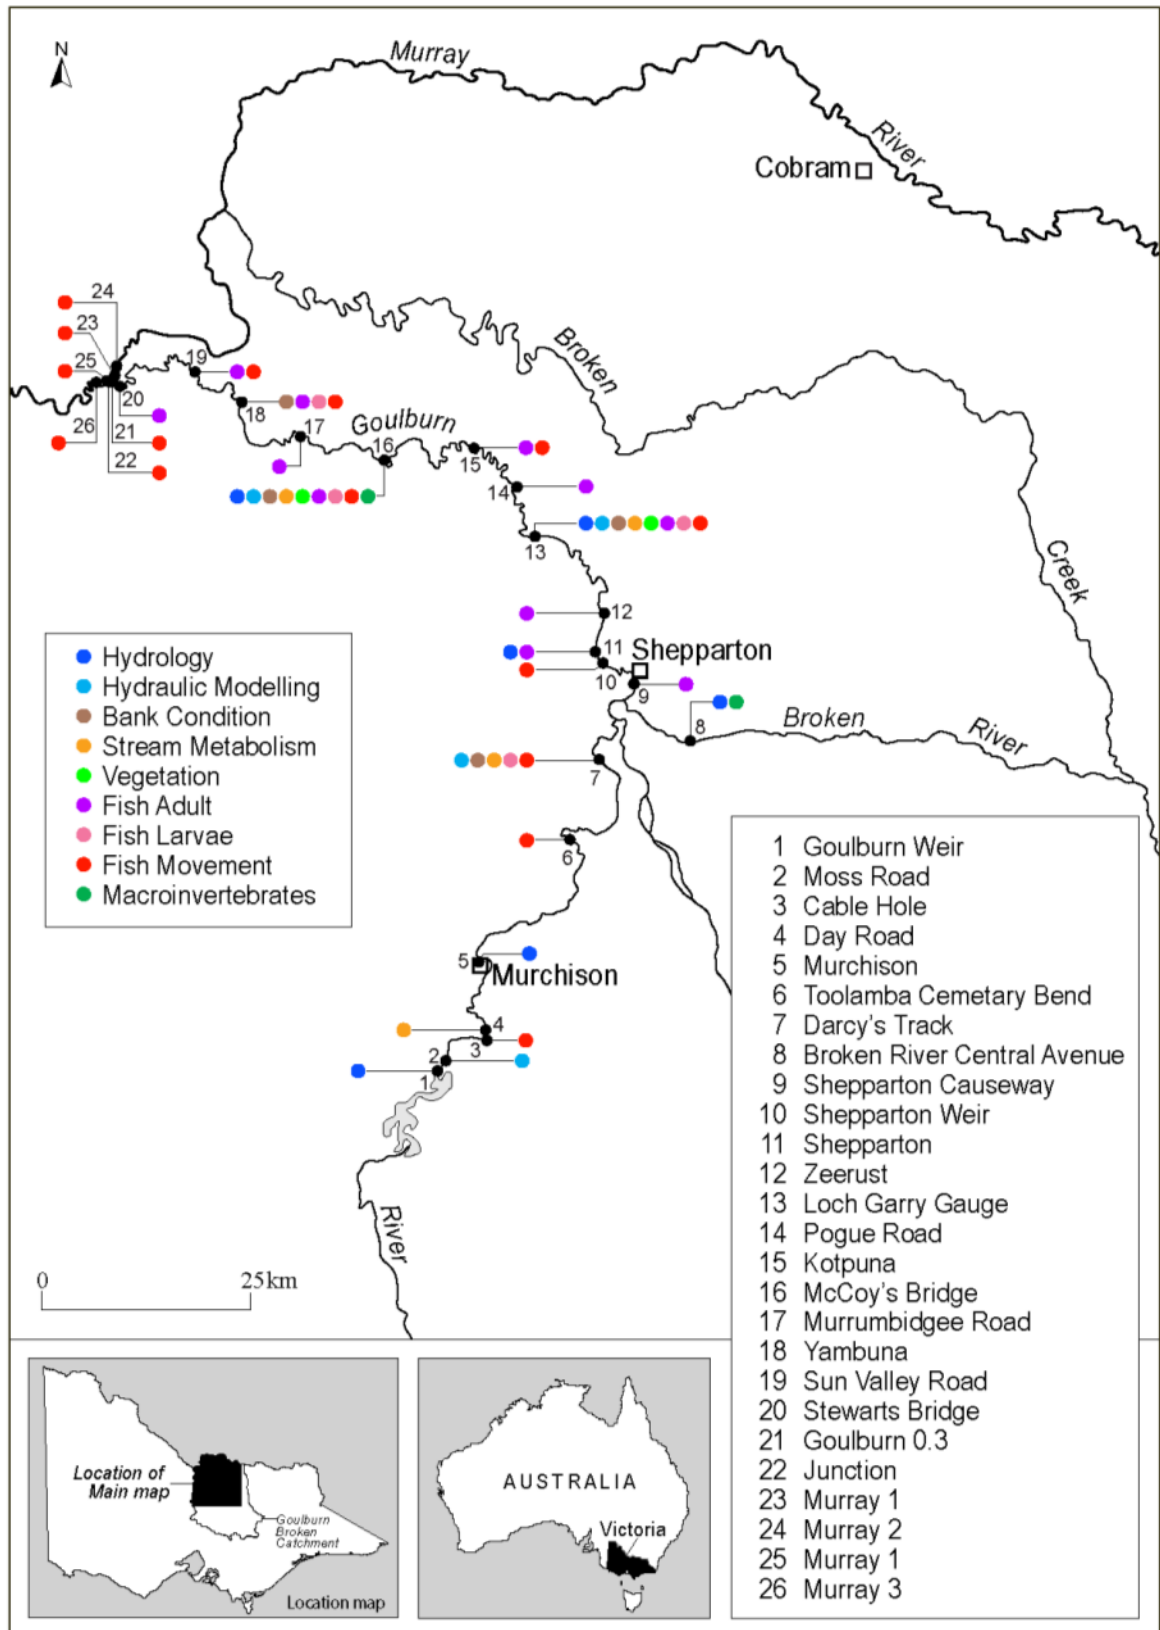 N
Murray
River
Cobram
24
23
25
19
20
18
26
21
22
Broken
Goulburn
17
16
15
14
13
Creek
12
11
Shepparton
10
9
8
Broken
River
7
6
Hydrology
Hydraulic Modelling
Bank Condition
Stream Metabolism
Vegetation
Fish Adult
Fish Larvae
Fish Movement
Macroinvertebrates
5
Murchison
4
3
2
1
River
0 25km
1 Goulburn Weir
2 Moss Road
3 Cable Hole
4 Day Road
5 Murchison
6 Toolamba Cemetary Bend
7 Darcy's Track
8 Broken River Central Avenue
9 Shepparton Causeway
10 Shepparton Weir
11 Shepparton
12 Zeerust
13 Loch Garry Gauge
14 Pogue Road
15 Kotpuna
16 McCoy's Bridge
17 Murrumbidgee Road
18 Yambuna
19 Sun Valley Road
20 Stewarts Bridge
21 Goulburn 0.3
22 Junction
23 Murray 1
24 Murray 2
25 Murray 1
26 Murray 3
Location of
Main map
Goulburn
Broken
Catchment
Location map
AUSTRALIA
Victoria